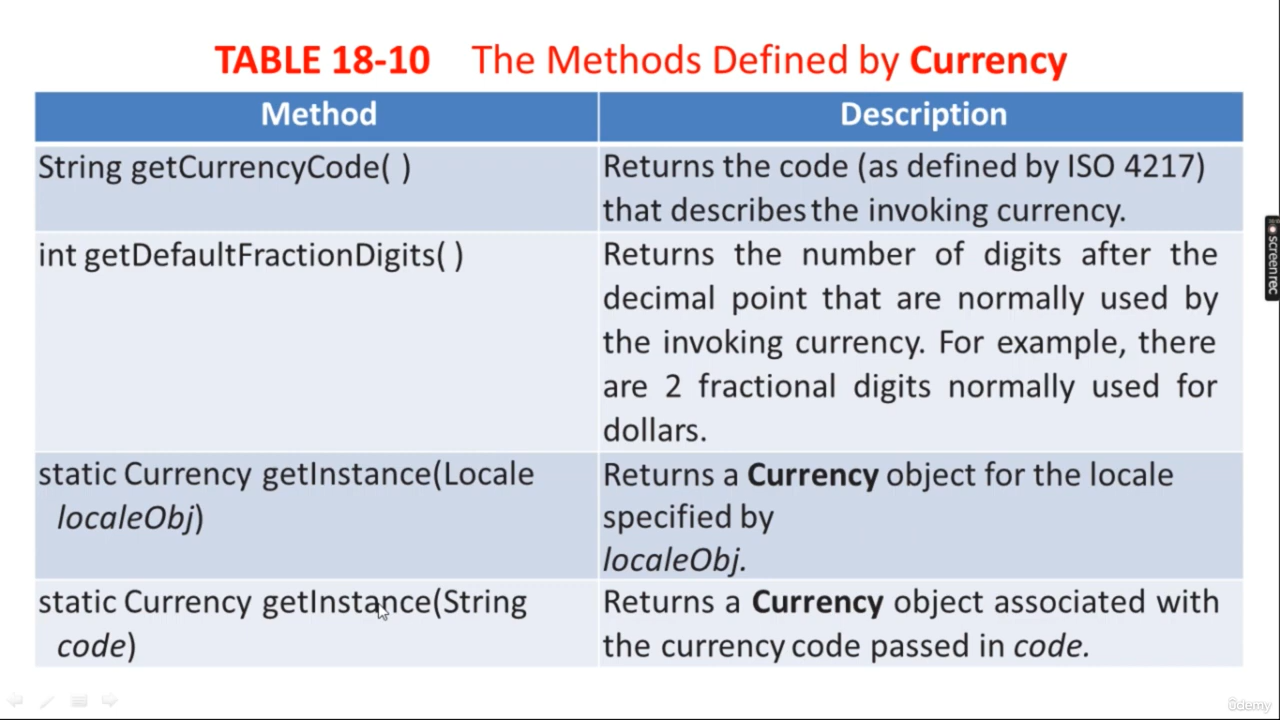 TABLE 18-10 The Methods Defined by Currency
Method
Description
String getCurrencyCode( )
Returns the code (as defined by ISO 4217)
that describes the invoking currency.
int getDefaultFractionDigits( )
Returns the number of digits after the
decimal point that are normally used by
the invoking currency. For example, there
are 2 fractional digits normally used for
dollars.
static Currency getInstance(Locale
localeObj)
Returns a Currency object for the locale
specified by
localeObj.
static Currency getInstance(String
code)
Returns a Currency object associated with
the currency code passed in code.
screenrec
ûdemy